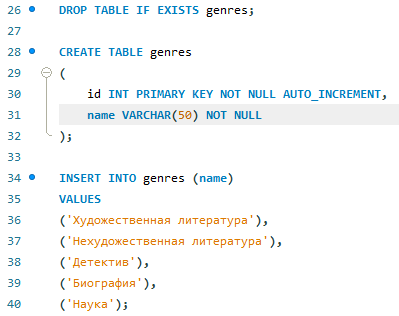 26 DROP TABLE IF EXISTS genres;
27
28 CREATE TABLE genres
29 (
30 id INT PRIMARY KEY NOT NULL AUTO_INCREMENT,
31 name VARCHAR(50) NOT NULL
32 );
33
34 INSERT INTO genres (name)
35 VALUES
36 ('Художественная литература'),
37 ('Нехудожественная литература'),
38 ('Детектив'),
39 ('Биография'),
40 ('Наука');